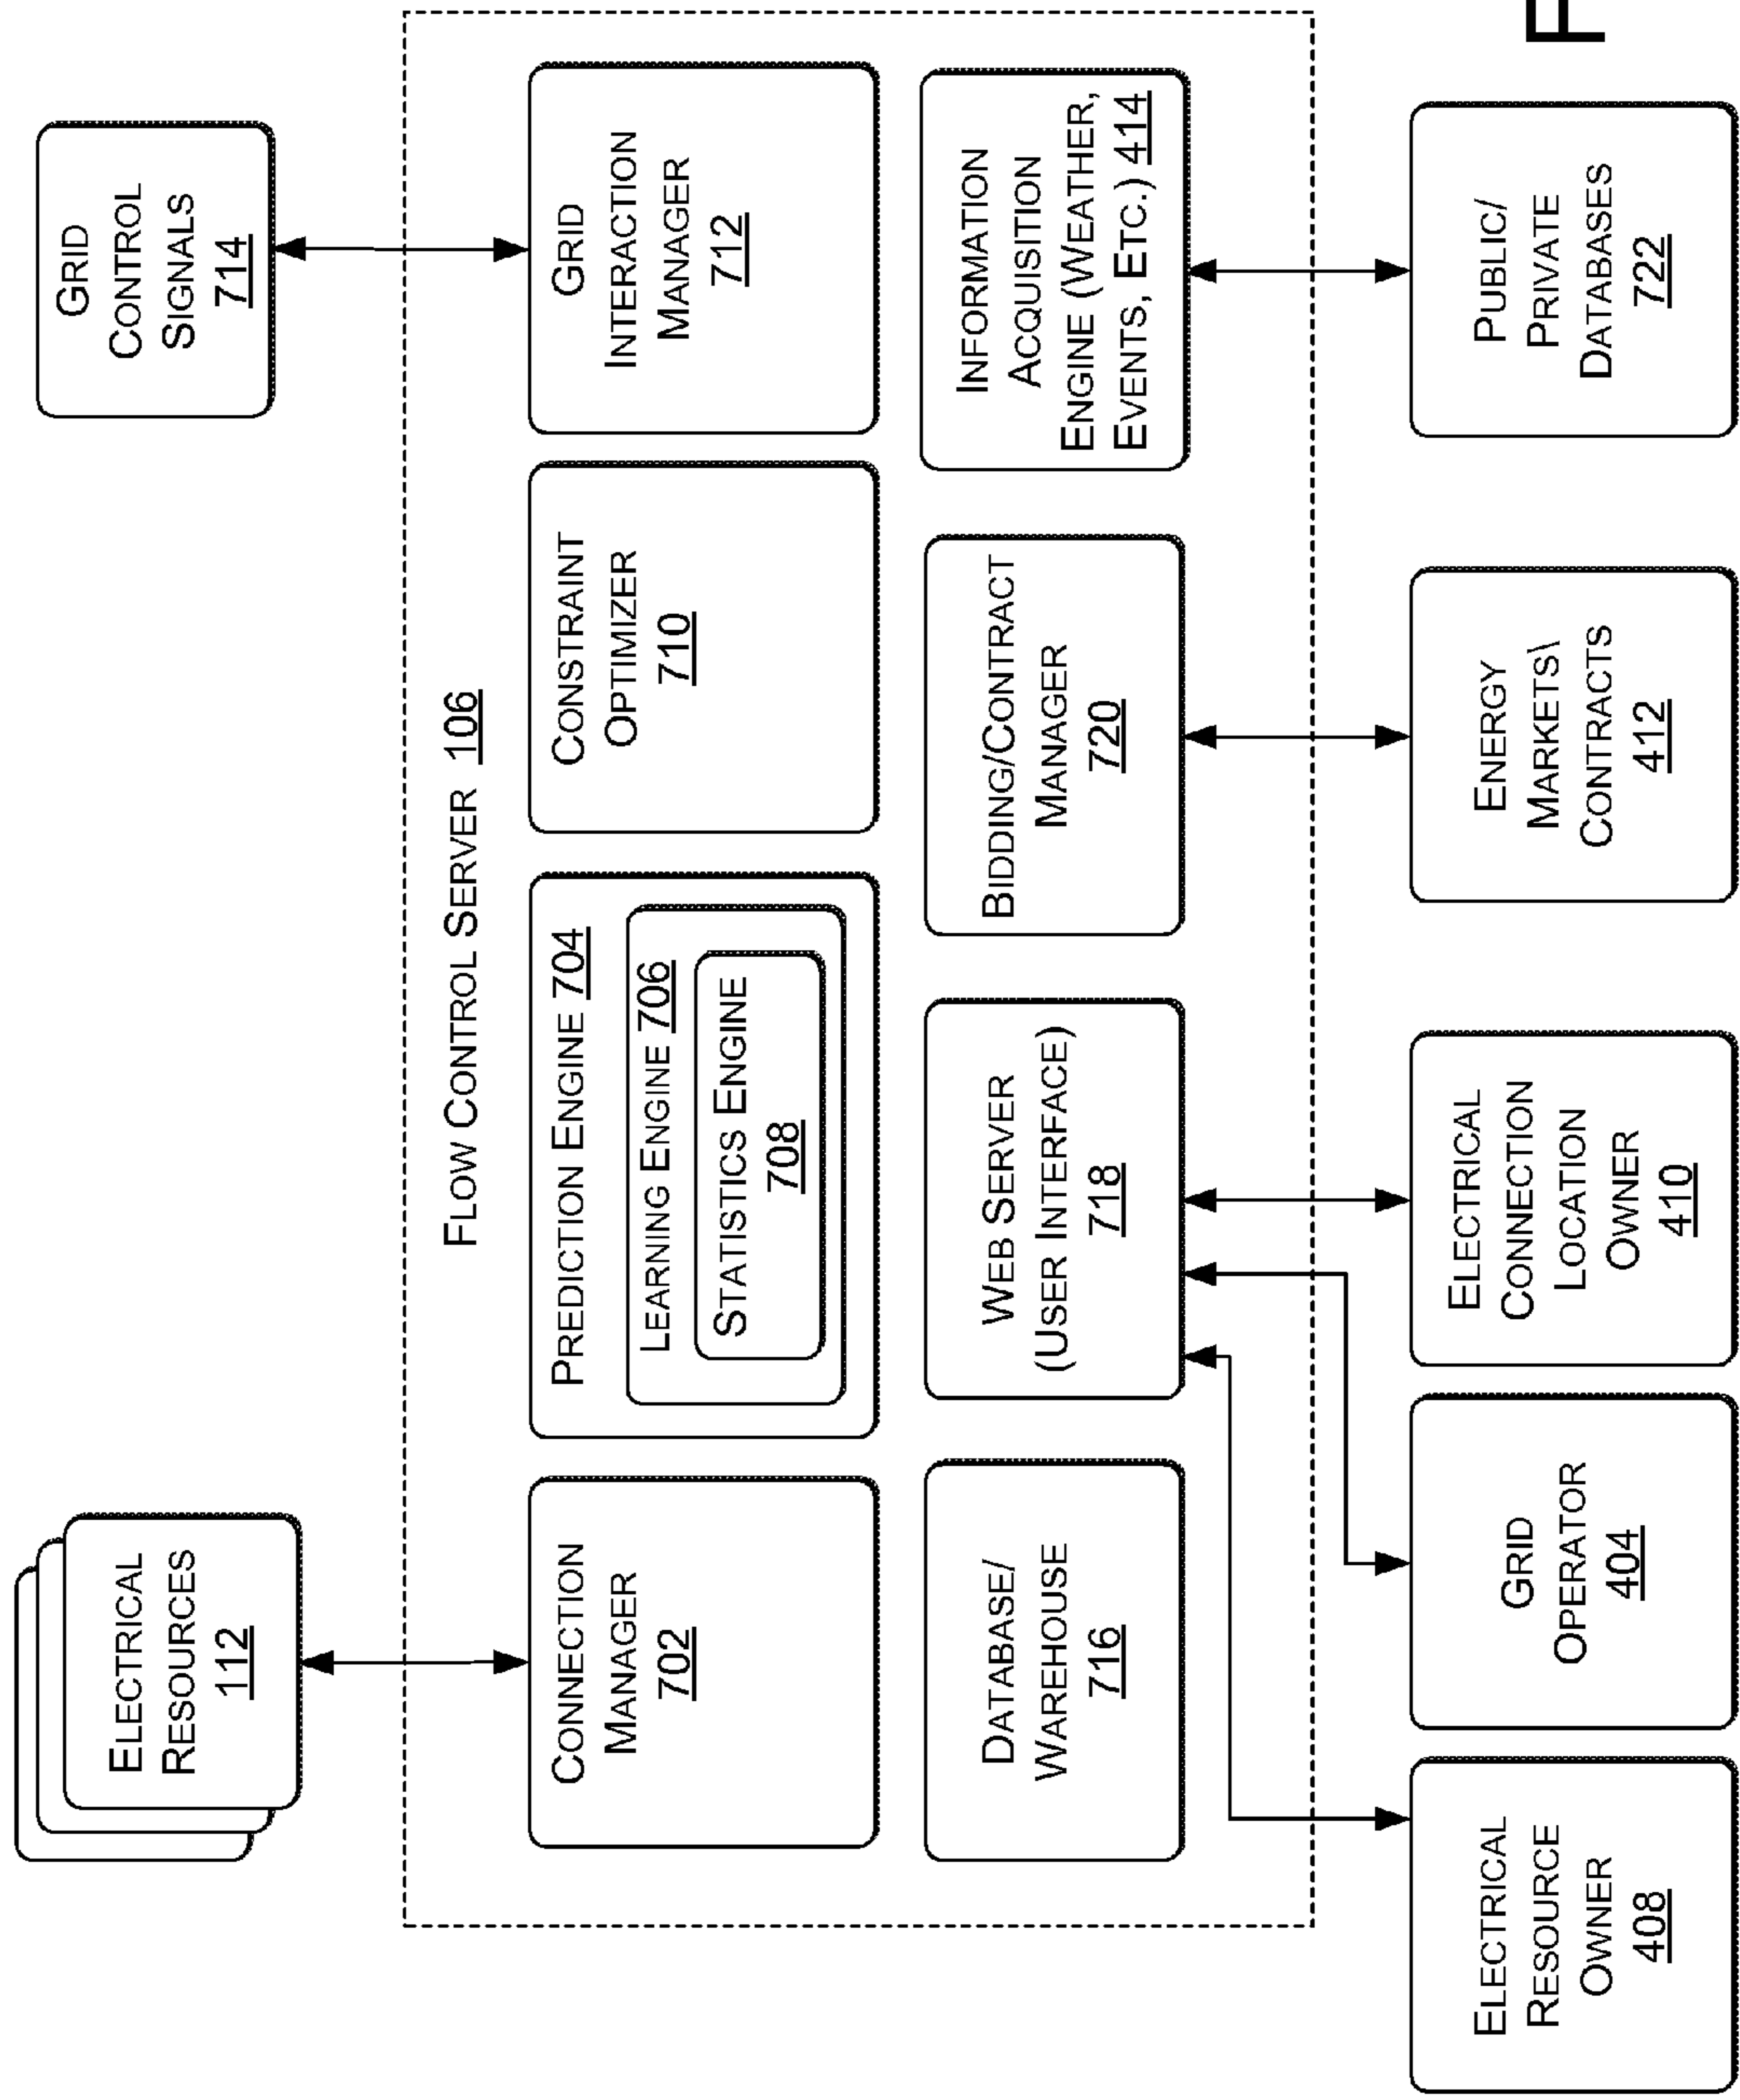 ELECTRICAL
RESOURCES
112
GRID
CONTROL
SIGNALS
714
FLOW CONTROL SERVER 106
CONNECTION
MANAGER
702
PREDICTION ENGINE 704
LEARNING ENGINE 706
STATISTICS ENGINE
708
CONSTRAINT
OPTIMIZER
710
GRID
INTERACTION
MANAGER
712
DATABASE/
WAREHOUSE
716
WEB SERVER
(USER INTERFACE)
718
BIDDING/CONTRACT
MANAGER
720
INFORMATION
ACQUISITION
ENGINE (WEATHER,
EVENTS, ETC.) 414
ELECTRICAL
RESOURCE
OWNER
408
GRID
OPERATOR
404
ELECTRICAL
CONNECTION
LOCATION
OWNER
410
ENERGY
MARKETS\
CONTRACTS
412
PUBLIC/
PRIVATE
DATABASES
722